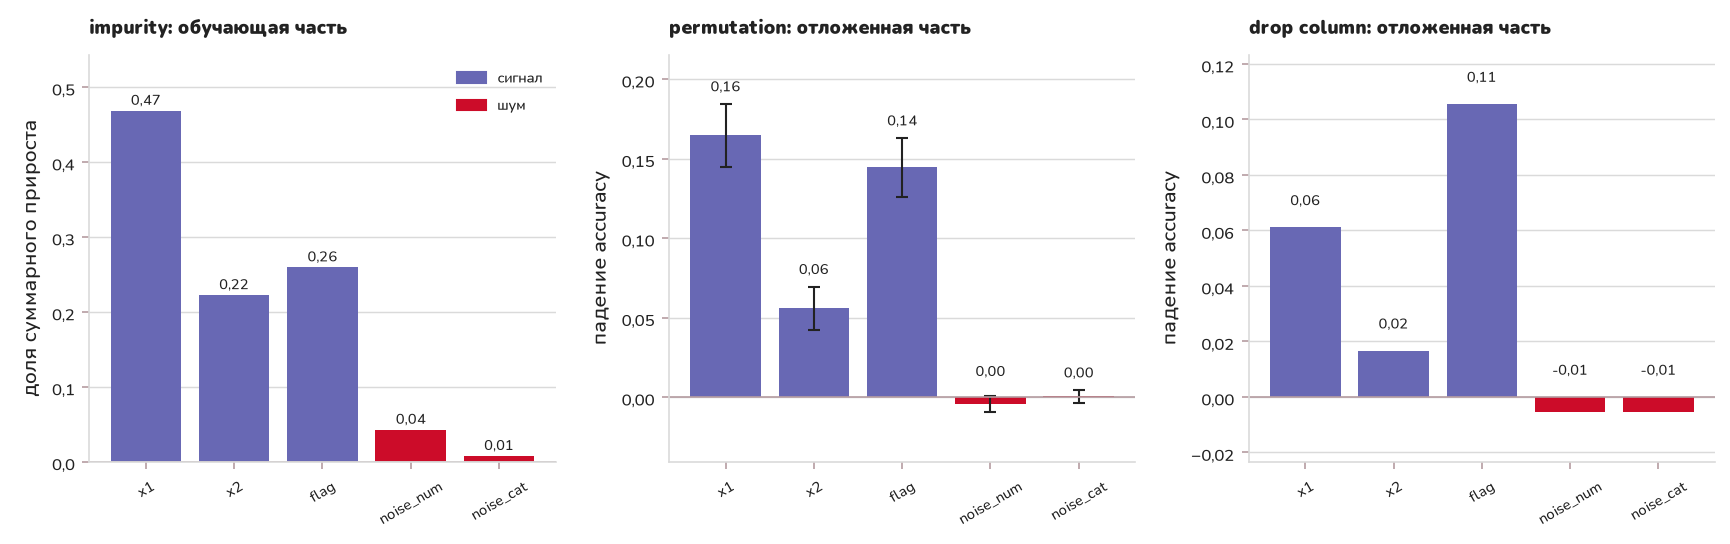 impurity: обучающая часть
доля суммарного прироста
0,5
0,4
0,3
0,2
0,1
0,0
0,47
0,22
0,26
0,04
0,01
сигнал
шум
x1
x2
flag
noise_num
noise_cat
permutation: отложенная часть
падение accuracy
0,20
0,15
0,10
0,05
0,00
0,16
0,06
0,14
0,00
0,00
x1
x2
flag
noise_num
noise_cat
drop column: отложенная часть
падение accuracy
0,12
0,10
0,08
0,06
0,04
0,02
0,00
−0,02
0,06
0,02
0,11
-0,01
-0,01
x1
x2
flag
noise_num
noise_cat